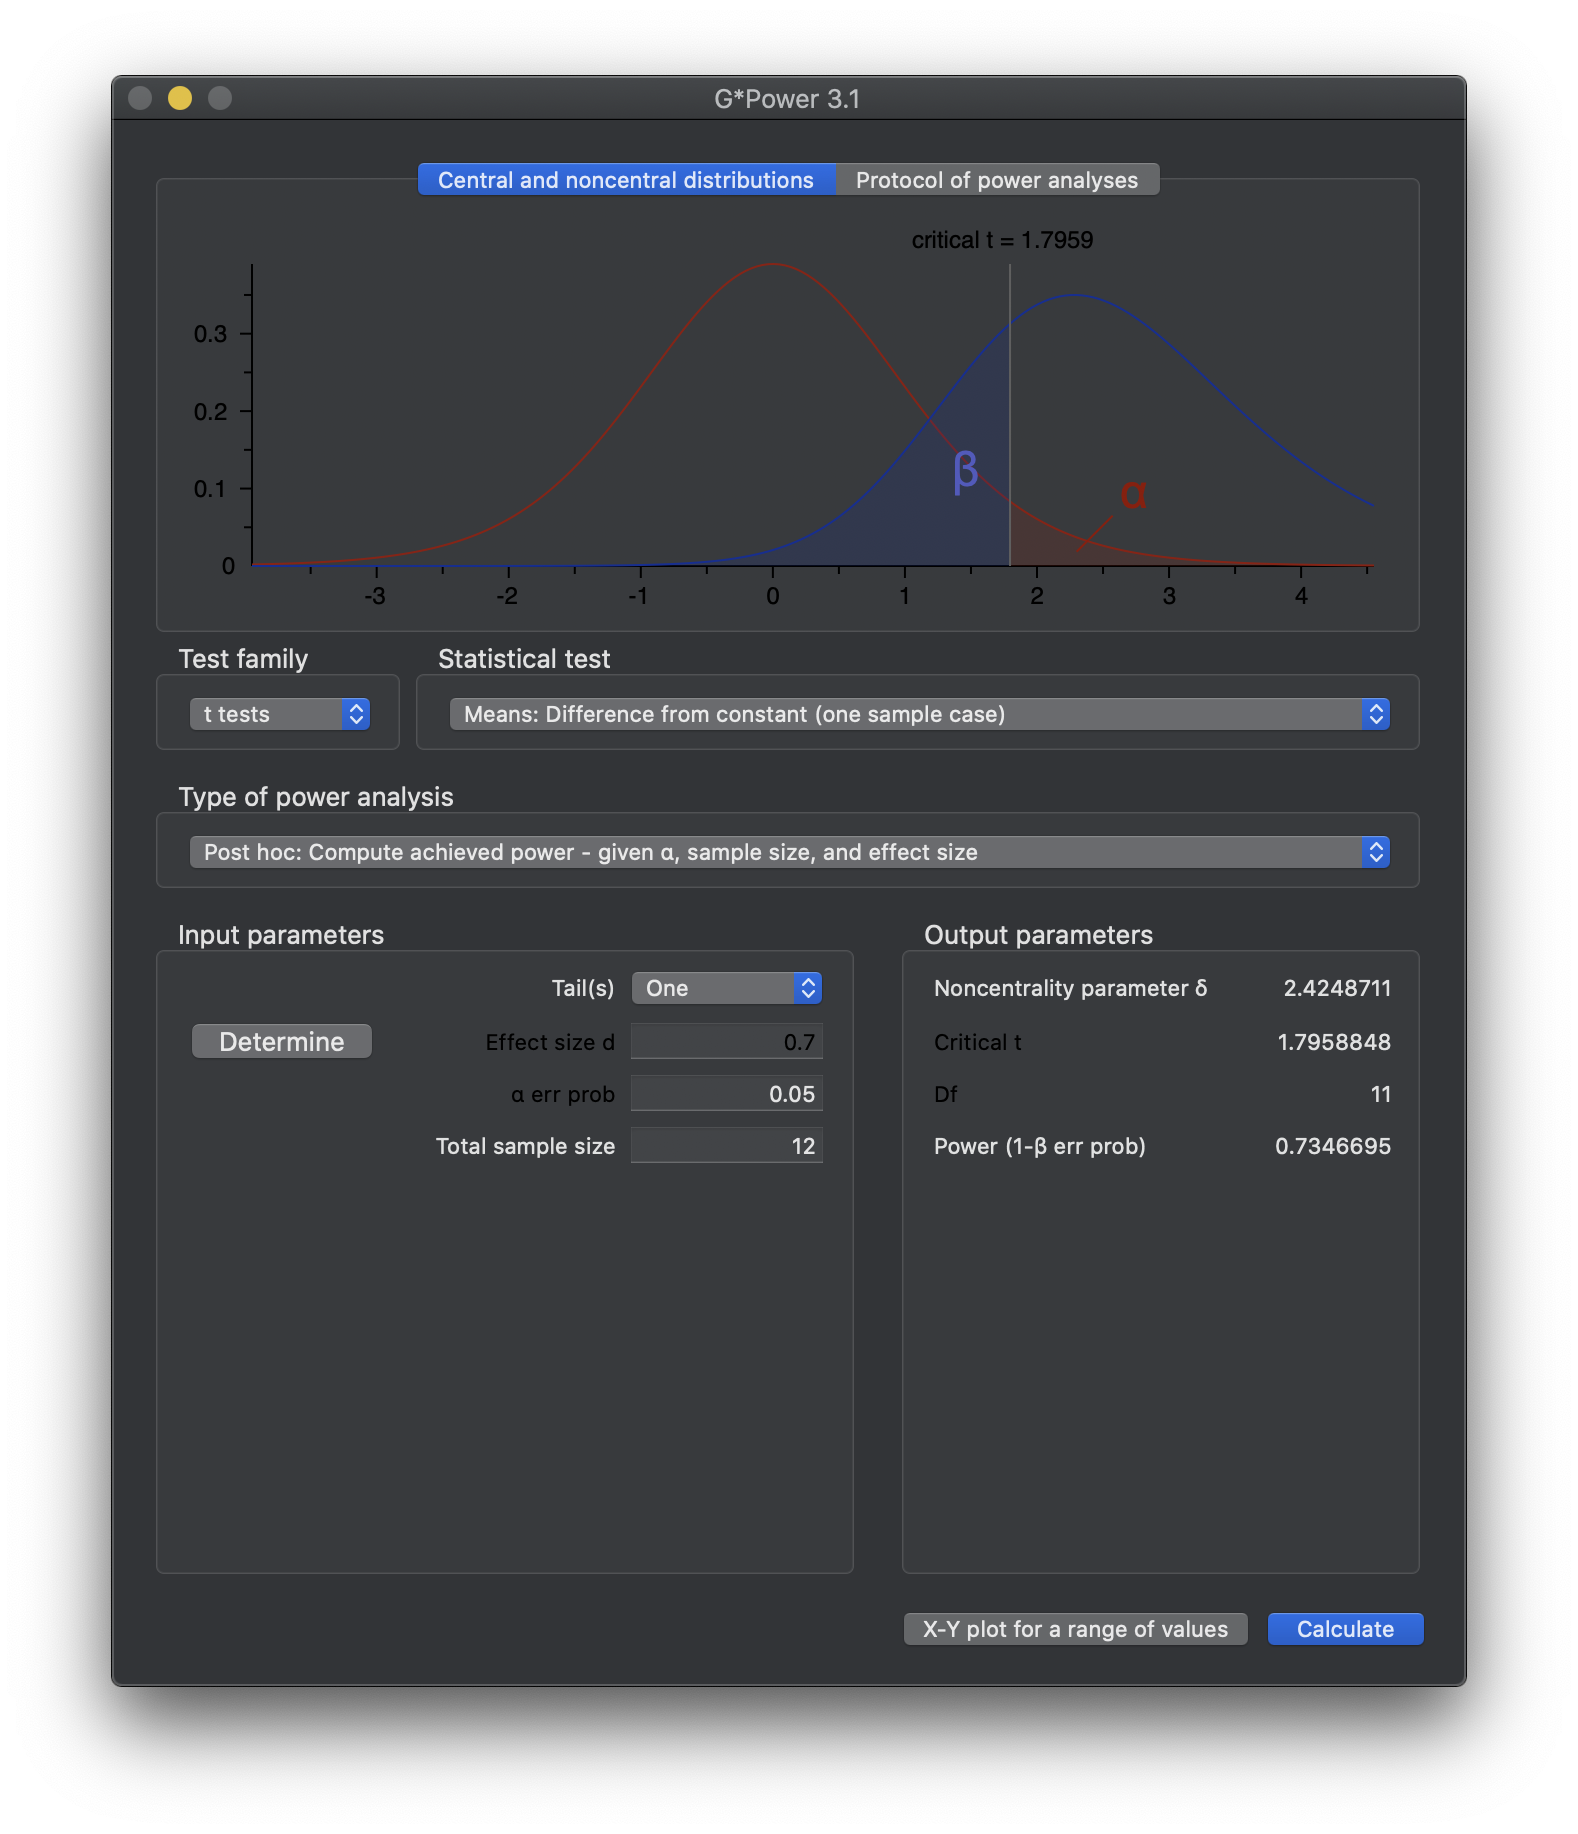 G*Power 3.1
Central and noncentral distributions Protocol of power analyses
critical t = 1.7959
0.3
0.2
0.1
0
β
α
-3 -2 -1 0 1 2 3 4
Test family Statistical test
t tests Means: Difference from constant (one sample case)
Type of power analysis
Post hoc: Compute achieved power - given α, sample size, and effect size
Input parameters Output parameters
Tail(s) One Noncentrality parameter δ 2.4248711
Determine Effect size d 0.7 Critical t 1.7958848
α err prob 0.05 Df 11
Total sample size 12 Power (1-β err prob) 0.7346695
X-Y plot for a range of values Calculate